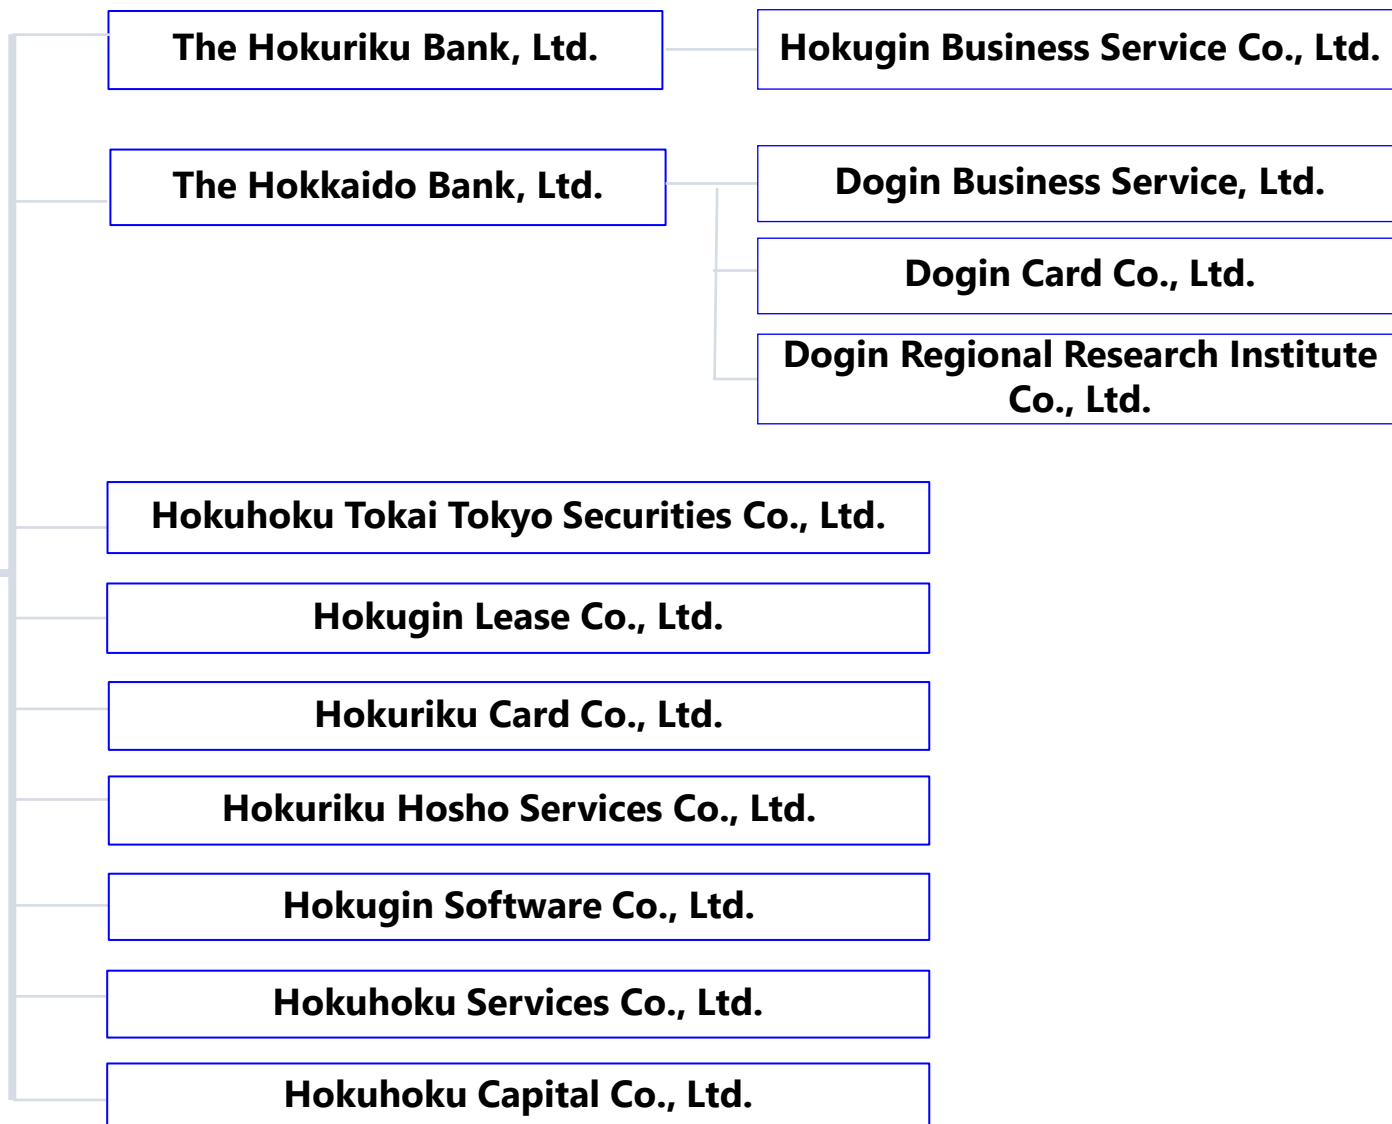 The Hokuriku Bank, Ltd.
Hokugin Business Service Co., Ltd.
The Hokkaido Bank, Ltd.
Dogin Business Service, Ltd.
Dogin Card Co., Ltd.
Dogin Regional Research Institute
Co., Ltd.
Hokuhoku Tokai Tokyo Securities Co., Ltd.
Hokugin Lease Co., Ltd.
Hokuriku Card Co., Ltd.
Hokuriku Hosho Services Co., Ltd.
Hokugin Software Co., Ltd.
Hokuhoku Services Co., Ltd.
Hokuhoku Capital Co., Ltd.